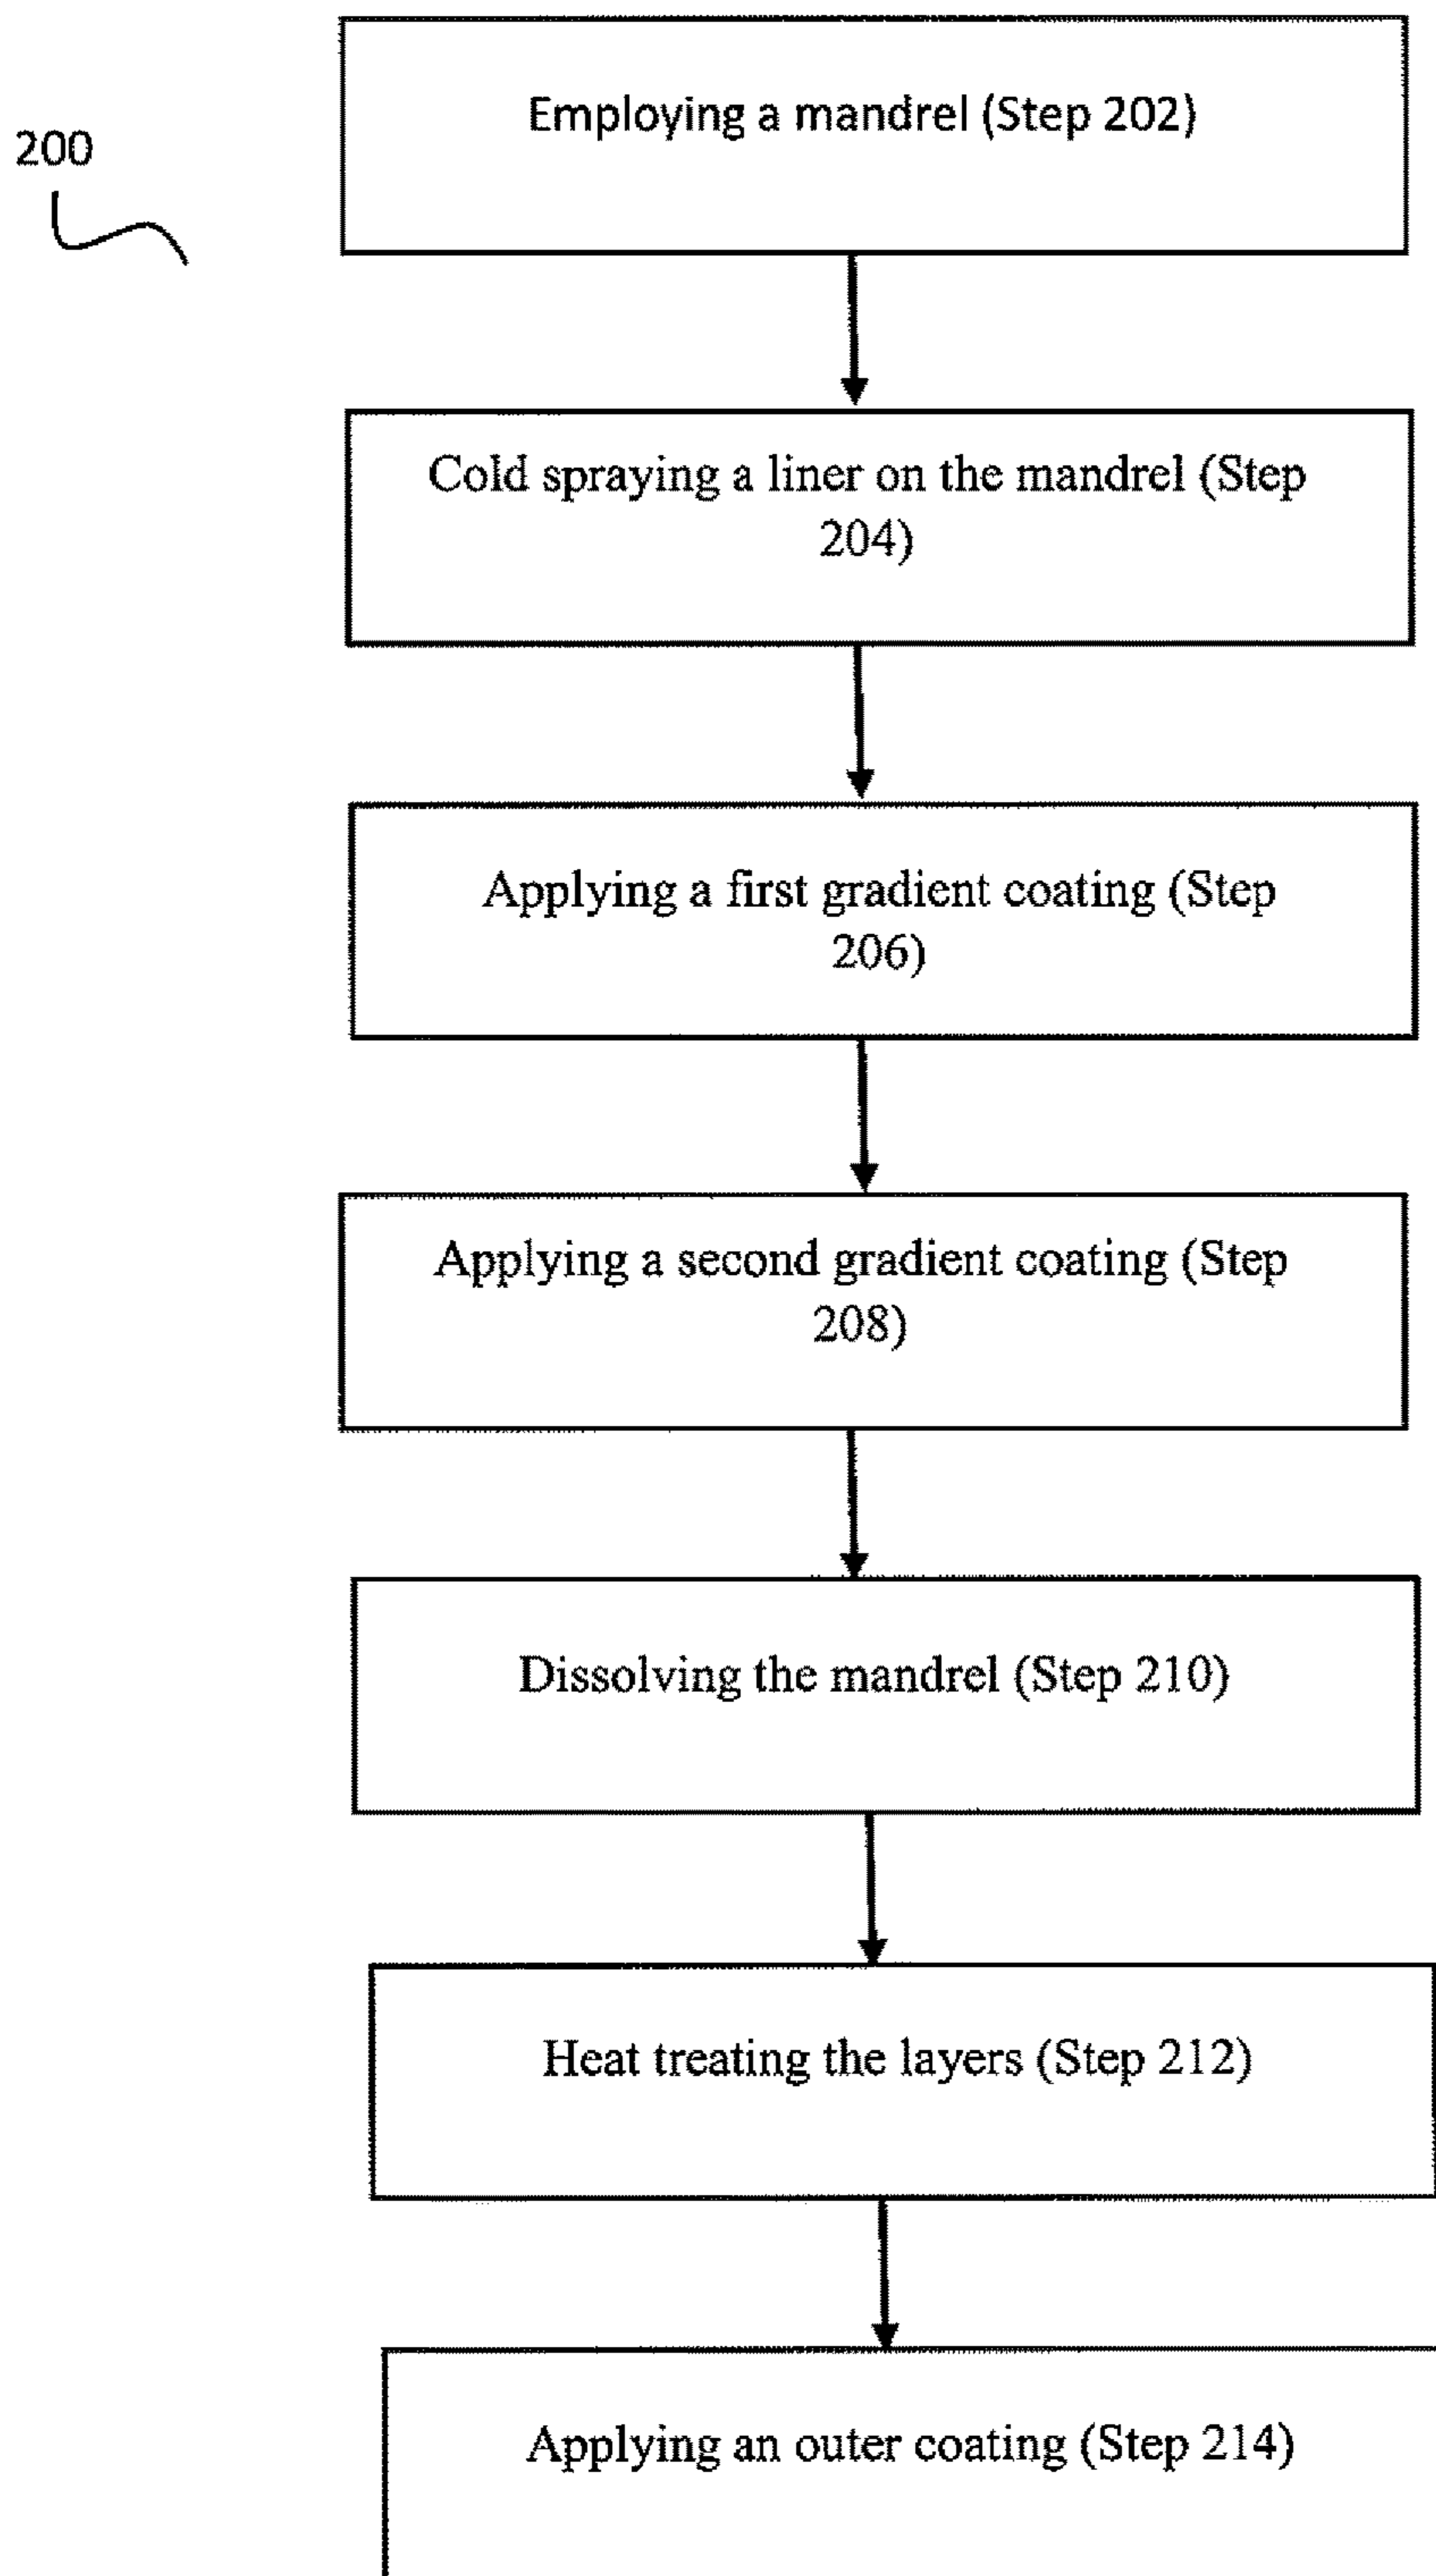 Employing a mandrel (Step 202)
200
Cold spraying a liner on the mandrel (Step
204)
Applying a first gradient coating (Step
206)
Applying a second gradient coating (Step
208)
Dissolving the mandrel (Step 210)
Heat treating the layers (Step 212)
Applying an outer coating (Step 214)